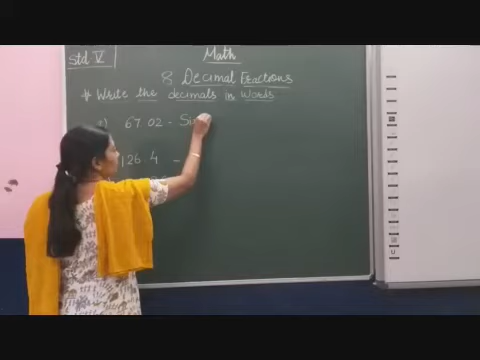 Std V
Math
8 Decimal Fractions
* Write the decimals in words
67.02 - Si
126.4 -